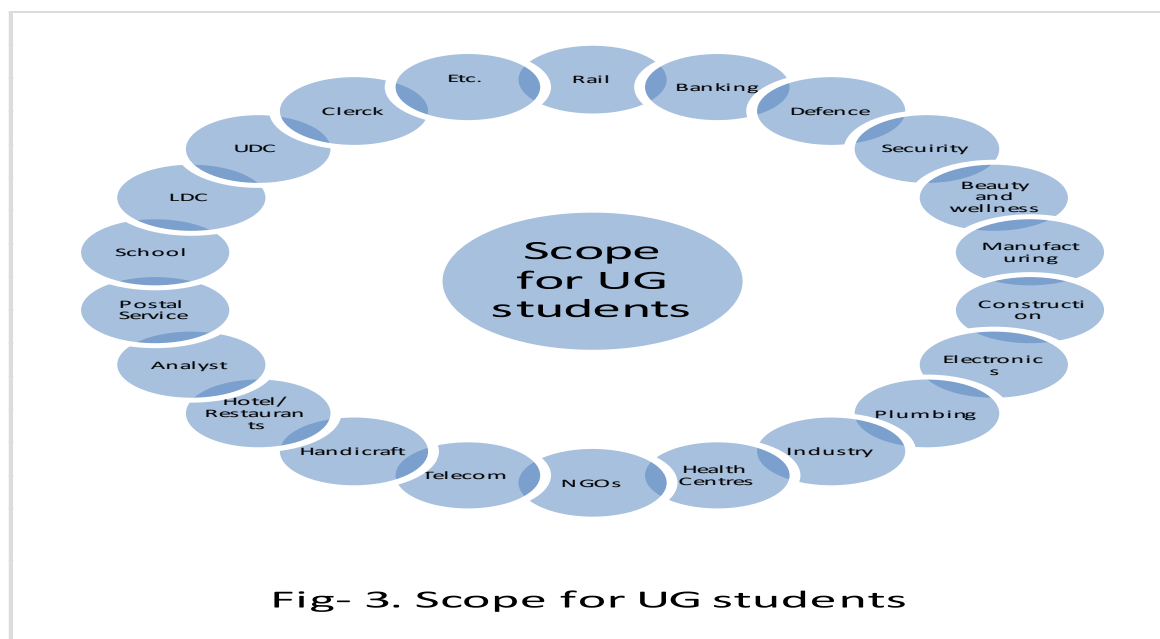 Etc.
Rail
Banking
Defence
Secuirity
Beauty
and
wellness
Manufact
uring
Constructi
on
Electronic
s
Plumbing
Industry
Health
Centres
NGOs
Telecom
Handicraft
Hotel/
Restauran
ts
Analyst
Postal
Service
School
LDC
UDC
Clerck
Scope
for UG
students
Fig- 3. Scope for UG students